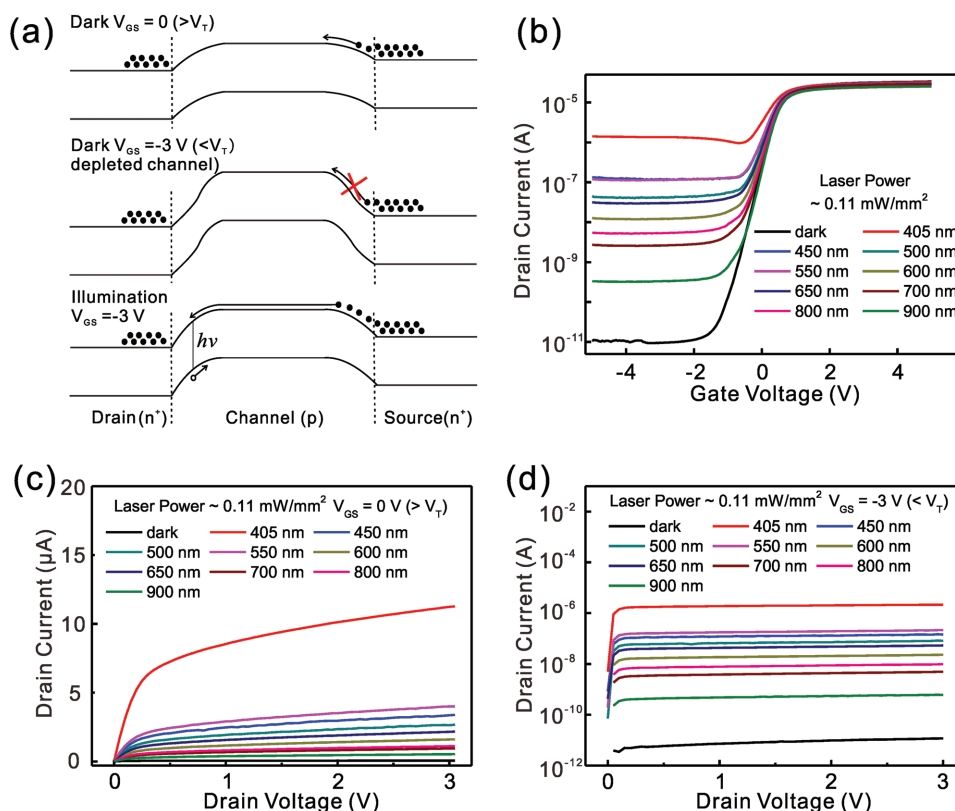 (a)
Dark V_GS = 0 (>V_T)
Dark V_GS =-3 V (<V_T)
depleted channel)
Illumination
V_GS =-3 V
hν
Drain(n⁺)
Channel (p)
Source(n⁺)
(b)
Drain Current (A)
10⁻⁵
10⁻⁷
10⁻⁹
10⁻¹¹
Laser Power
~ 0.11 mW/mm²
dark
405 nm
450 nm
500 nm
550 nm
600 nm
650 nm
700 nm
800 nm
900 nm
-4
-2
0
2
4
Gate Voltage (V)
(c)
Drain Current (µA)
20
15
10
5
0
Laser Power ~ 0.11 mW/mm² V_GS = 0 V (> V_T)
dark
405 nm
450 nm
500 nm
550 nm
600 nm
650 nm
700 nm
800 nm
900 nm
0
1
2
3
Drain Voltage (V)
(d)
Drain Current (A)
10⁻²
10⁻⁴
10⁻⁶
10⁻⁸
10⁻¹⁰
10⁻¹²
Laser Power ~ 0.11 mW/mm² V_GS = -3 V (< V_T)
dark
405 nm
450 nm
500 nm
550 nm
600 nm
650 nm
700 nm
800 nm
900 nm
0
1
2
3
Drain Voltage (V)